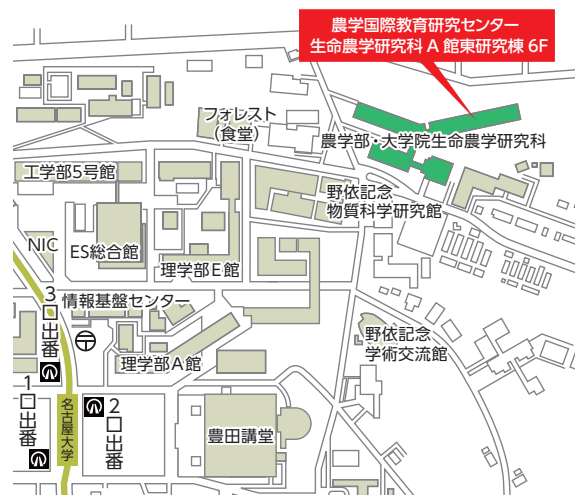 農学国際教育研究センター
生命農学研究科 A 館東研究棟 6F
フォレスト
(食堂)
農学部・大学院生命農学研究科
工学部5号館
野依記念
物質科学研究館
NIC
ES総合館
理学部E館
情報基盤センター
3番出口
野依記念
学術交流館
理学部A館
1番出口
名古屋大学
2番出口
豊田講堂